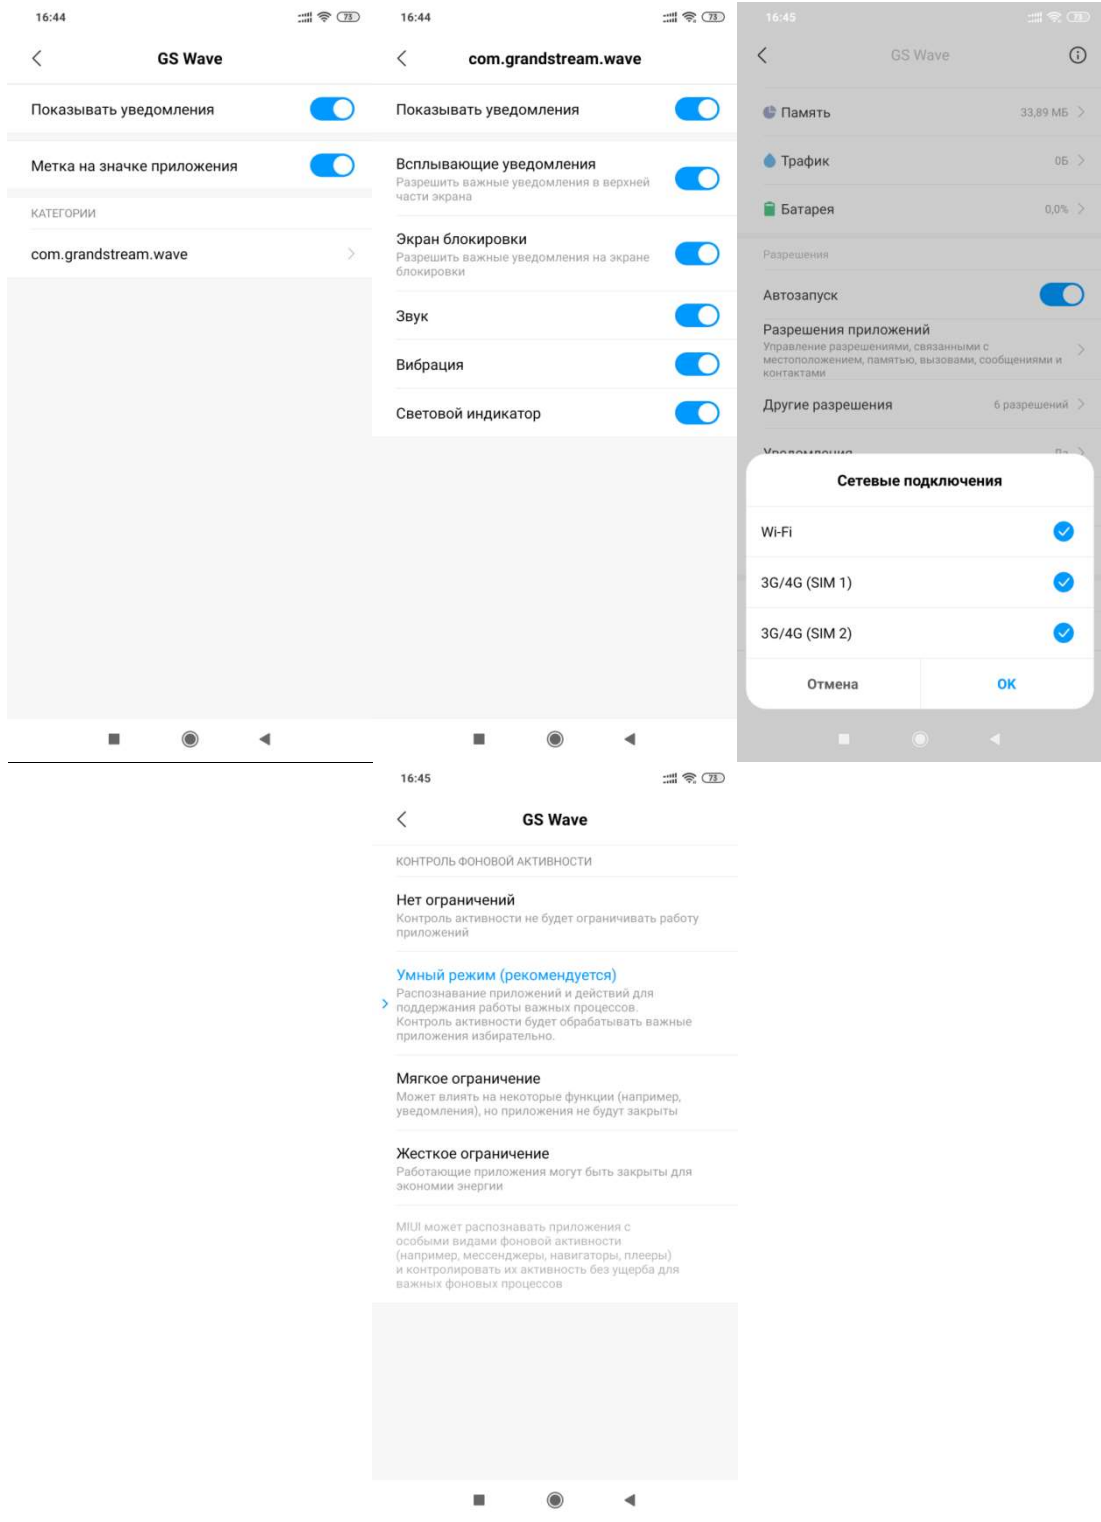 16:44
73
GS Wave
Показывать уведомления
Метка на значке приложения
КАТЕГОРИИ
com.grandstream.wave
16:44
73
com.grandstream.wave
Показывать уведомления
Всплывающие уведомления
Разрешить важные уведомления в верхней
части экрана
Экран блокировки
Разрешить важные уведомления на экране
блокировки
Звук
Вибрация
Световой индикатор
16:45
73
GS Wave
Память
33,89 МБ
Трафик
0Б
Батарея
0,0%
Разрешения
Автозапуск
Разрешения приложений
Управление разрешениями, связанными с
местоположением, памятью, вызовами, сообщениями и
контактами
Другие разрешения
6 разрешений
Уведомления
Да
Сетевые подключения
Wi-Fi
3G/4G (SIM 1)
3G/4G (SIM 2)
Отмена
OK
16:45
73
GS Wave
КОНТРОЛЬ ФОНОВОЙ АКТИВНОСТИ
Нет ограничений
Контроль активности не будет ограничивать работу
приложений
Умный режим (рекомендуется)
Распознавание приложений и действий для
поддержания работы важных процессов.
Контроль активности будет обрабатывать важные
приложения избирательно.
Мягкое ограничение
Может влиять на некоторые функции (например,
уведомления), но приложения не будут закрыты
Жесткое ограничение
Работающие приложения могут быть закрыты для
экономии энергии
MIUI может распознавать приложения с
особыми видами фоновой активности
(например, мессенджеры, навигаторы, плееры)
и контролировать их активность без ущерба для
важных фоновых процессов